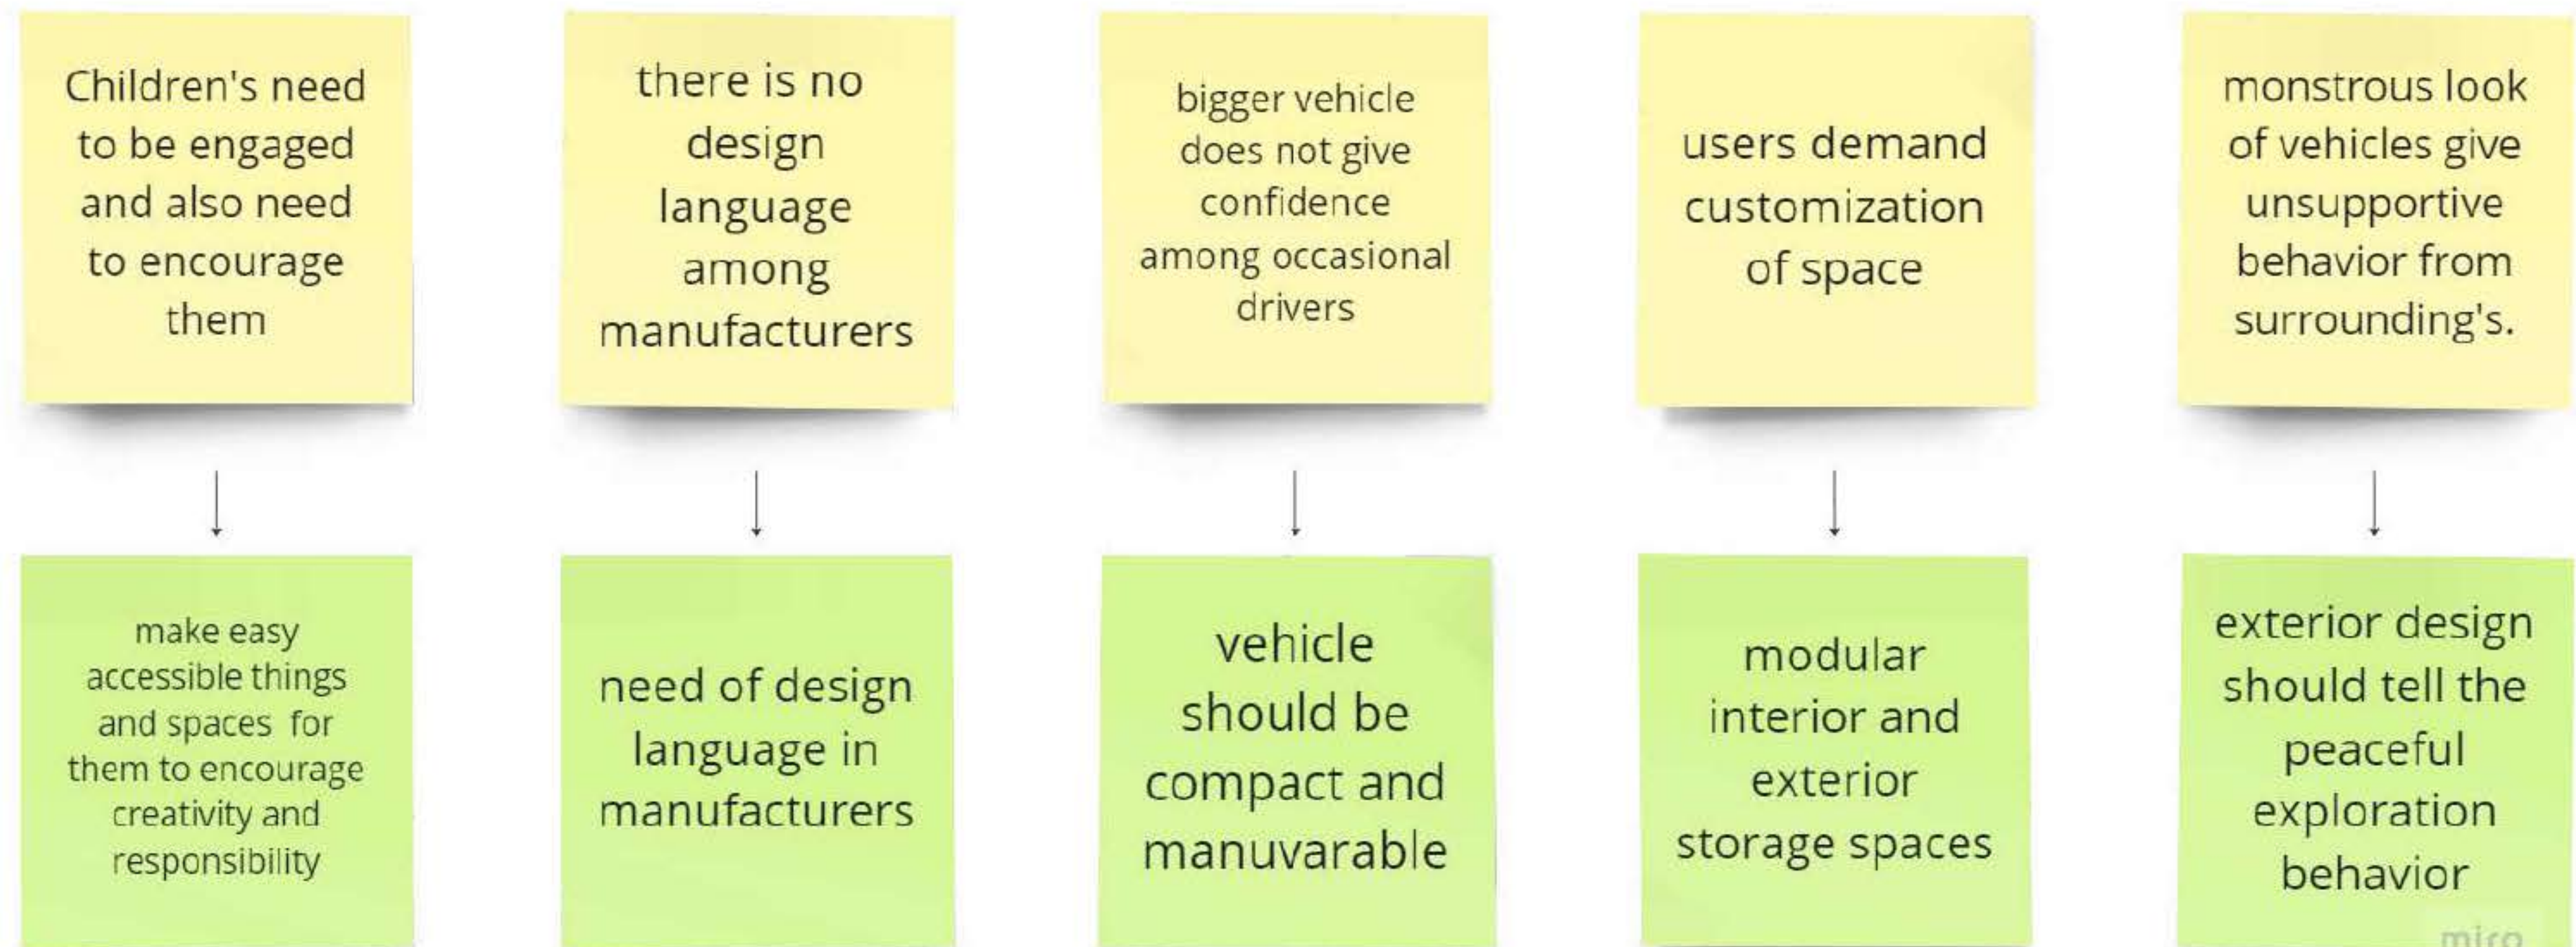 Children's need
to be engaged
and also need
to encourage
them
there is no
design
language
among
manufacturers
bigger vehicle
does not give
confidence
among occasional
drivers
users demand
customization
of space
monstrous look
of vehicles give
unsupportive
behavior from
surrounding's.
make easy
accessible things
and spaces for
them to encourage
creativity and
responsibility
need of design
language in
manufacturers
vehicle
should be
compact and
manuvarable
modular
interior and
exterior
storage spaces
exterior design
should tell the
peaceful
exploration
behavior
miro